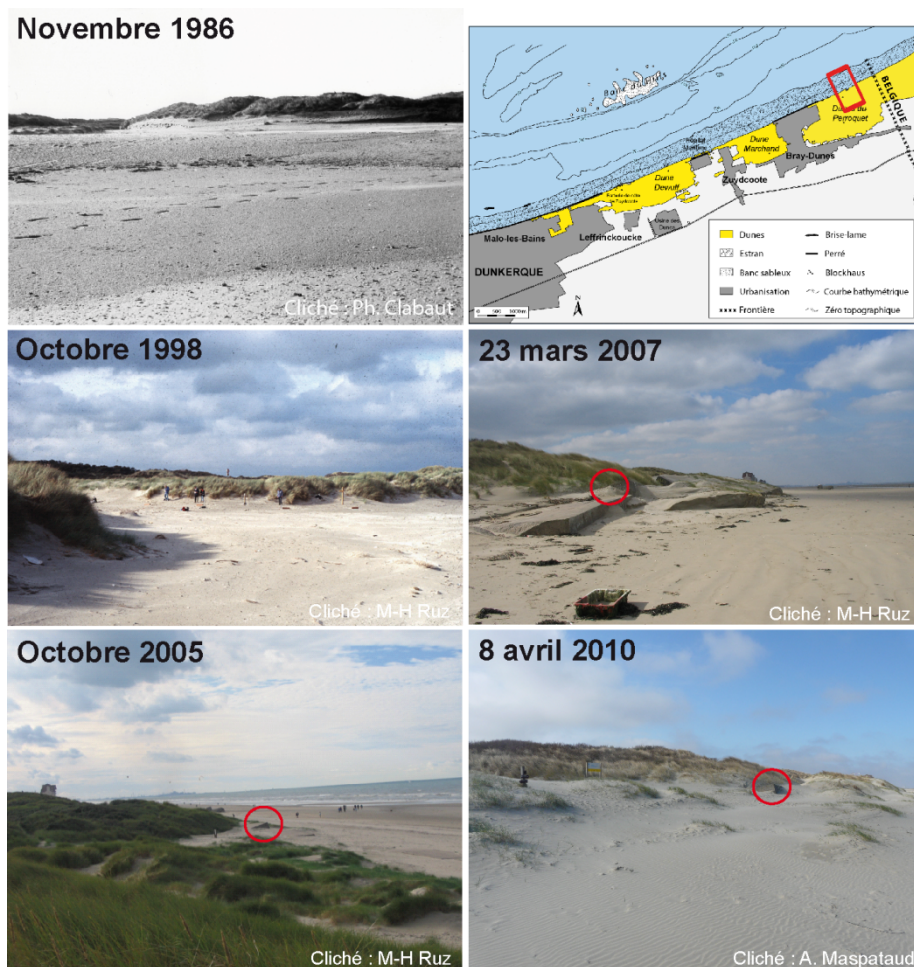 Novembre 1986
Cliché : Ph. Clabaut
BELGIQUE
Dune
Marchand
Perroquet
Bray-Dunes
Zuydcoote
Dune
Dewulf
Malo-les-Bains
Leffrinckoucke
DUNKERQUE
N
Dunes
Estran
Banc sableux
Urbanisation
Frontière
Brise-lame
Perré
Blockhaus
Courbe bathymétrique
Zéro topographique
Octobre 1998
Cliché : M-H Ruz
23 mars 2007
Cliché : M-H Ruz
Octobre 2005
Cliché : M-H Ruz
8 avril 2010
Cliché : A. Maspataud